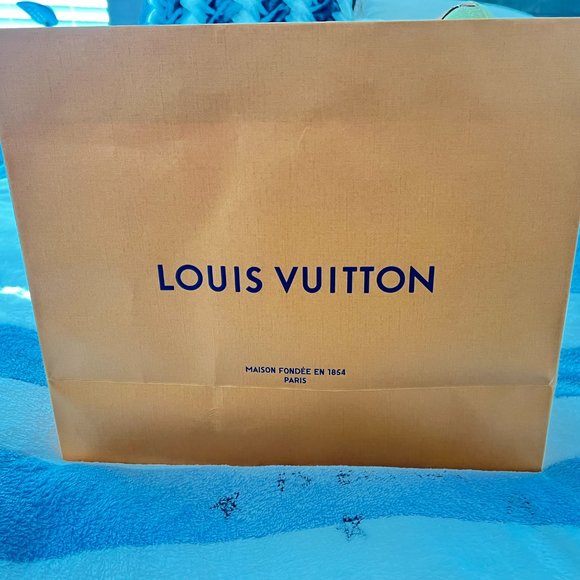 LOUIS VUITTON
MAISON FONDÉE EN 1854
PARIS